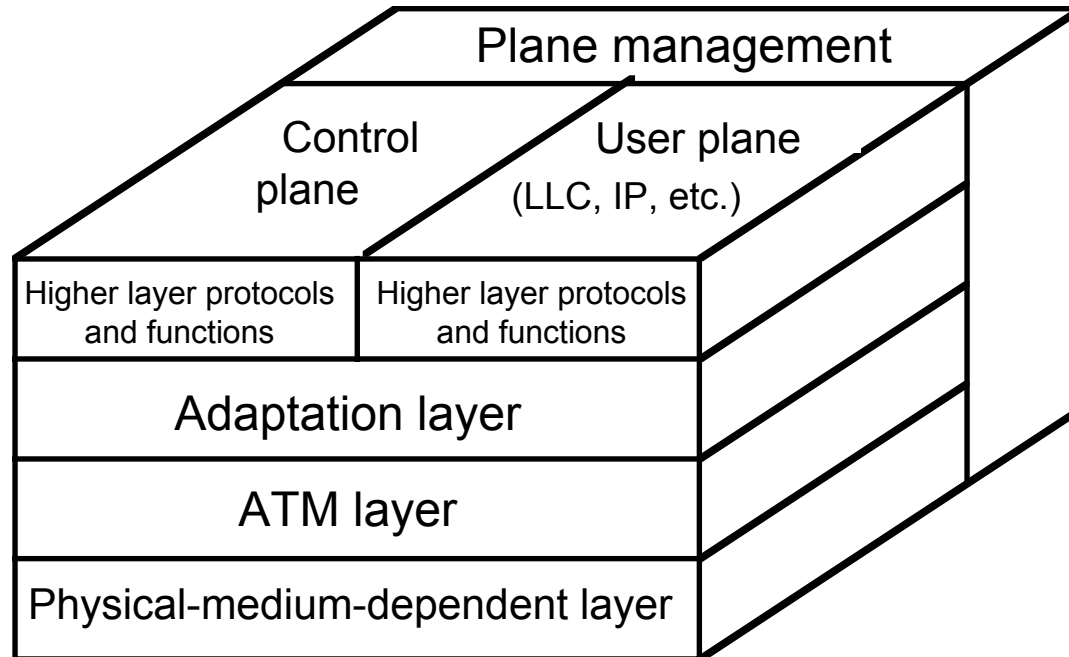 Plane management
Control
plane
User plane
(LLC, IP, etc.)
Higher layer protocols
and functions
Higher layer protocols
and functions
Adaptation layer
ATM layer
Physical-medium-dependent layer